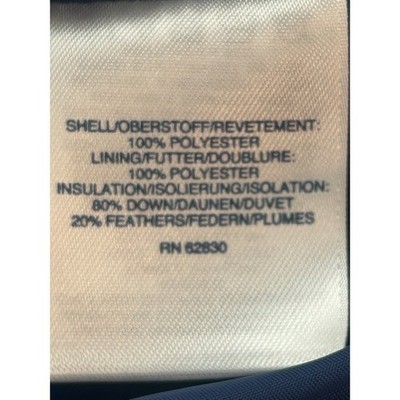 SHELL/OBERSTOFF/REVETEMENT:
100% POLYESTER
LINING/FUTTER/DOUBLURE:
100% POLYESTER
INSULATION/ISOLIERUNG/ISOLATION:
80% DOWN/DAUNEN/DUVET
20% FEATHERS/FEDERN/PLUMES
RN 62830